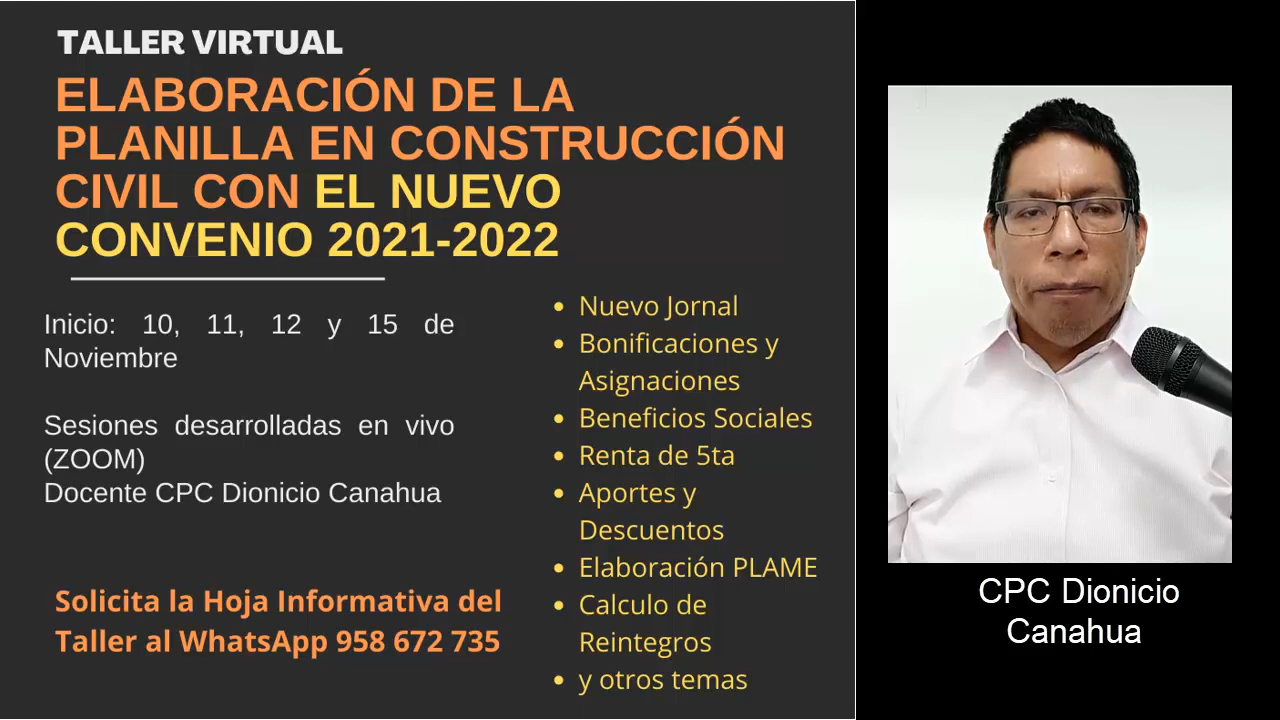 TALLER VIRTUAL
ELABORACIÓN DE LA
PLANILLA EN CONSTRUCCIÓN
CIVIL CON EL NUEVO
CONVENIO 2021-2022
Inicio: 10, 11, 12 y 15 de
Noviembre
Sesiones desarrolladas en vivo
(ZOOM)
Docente CPC Dionicio Canahua
Solicita la Hoja Informativa del
Taller al WhatsApp 958 672 735
• Nuevo Jornal
• Bonificaciones y
Asignaciones
• Beneficios Sociales
• Renta de 5ta
• Aportes y
Descuentos
• Elaboración PLAME
• Calculo de
Reintegros
• y otros temas
CPC Dionicio
Canahua